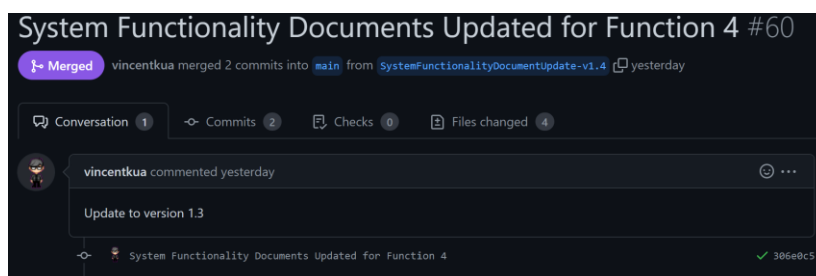 System Functionality Documents Updated for Function 4 #60
Merged vincentkua merged 2 commits into main from SystemFunctionalityDocumentUpdate-v1.4 yesterday
Conversation 1 Commits 2 Checks 0 Files changed 4
vincentkua commented yesterday
Update to version 1.3
System Functionality Documents Updated for Function 4 306e0c5